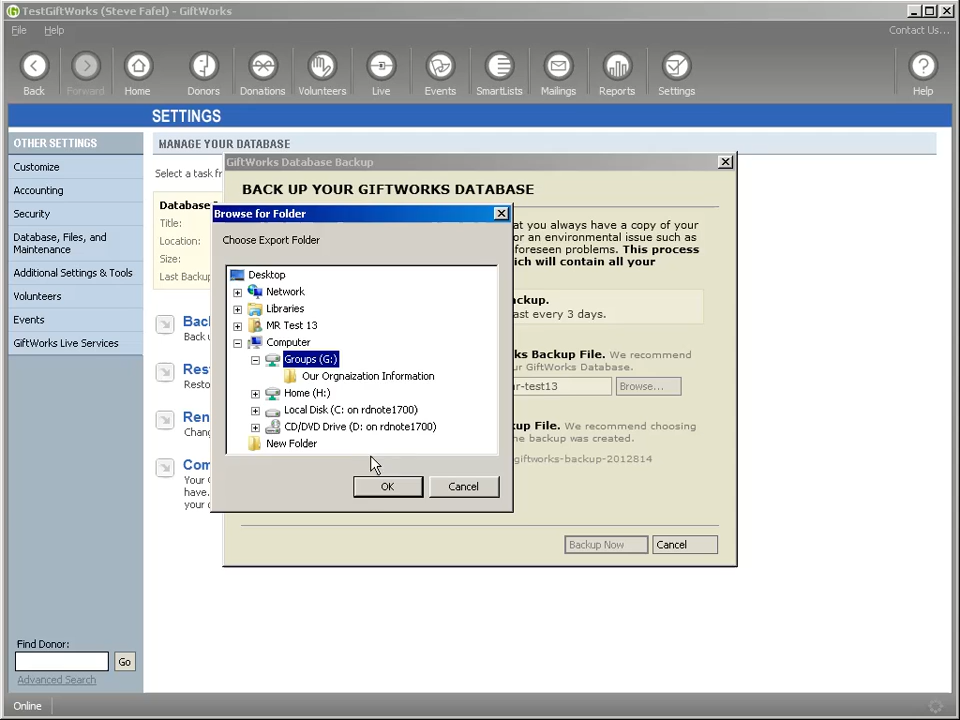 TestGiftWorks (Steve Fafel) - GiftWorks
File Help
Contact Us...
Back
Forward
Home
Donors
Donations
Volunteers
Live
Events
SmartLists
Mailings
Reports
Settings
Help
SETTINGS
OTHER SETTINGS
Customize
Accounting
Security
Database, Files, and
Maintenance
Additional Settings & Tools
Volunteers
Events
GiftWorks Live Services
Find Donor:
Go
Advanced Search
MANAGE YOUR DATABASE
Select a task fr
Database
Title:
Location:
Size:
Last Backup
Bac
Back u
Res
Resto
Ren
Chang
Com
Your G
have.
your d
GiftWorks Database Backup
BACK UP YOUR GIFTWORKS DATABASE
at you always have a copy of your
or an environmental issue such as
foreseen problems. This process
ich will contain all your
ackup.
ast every 3 days.
ks Backup File. We recommend
r GiftWorks Database.
r-test13
Browse...
kup File. We recommend choosing
he backup was created.
giftworks-backup-2012814
Backup Now
Cancel
Browse for Folder
Choose Export Folder
Desktop
Network
Libraries
MR Test 13
Computer
Groups (G:)
Our Orgnaization Information
Home (H:)
Local Disk (C: on rdnote1700)
CD/DVD Drive (D: on rdnote1700)
New Folder
OK
Cancel
Online